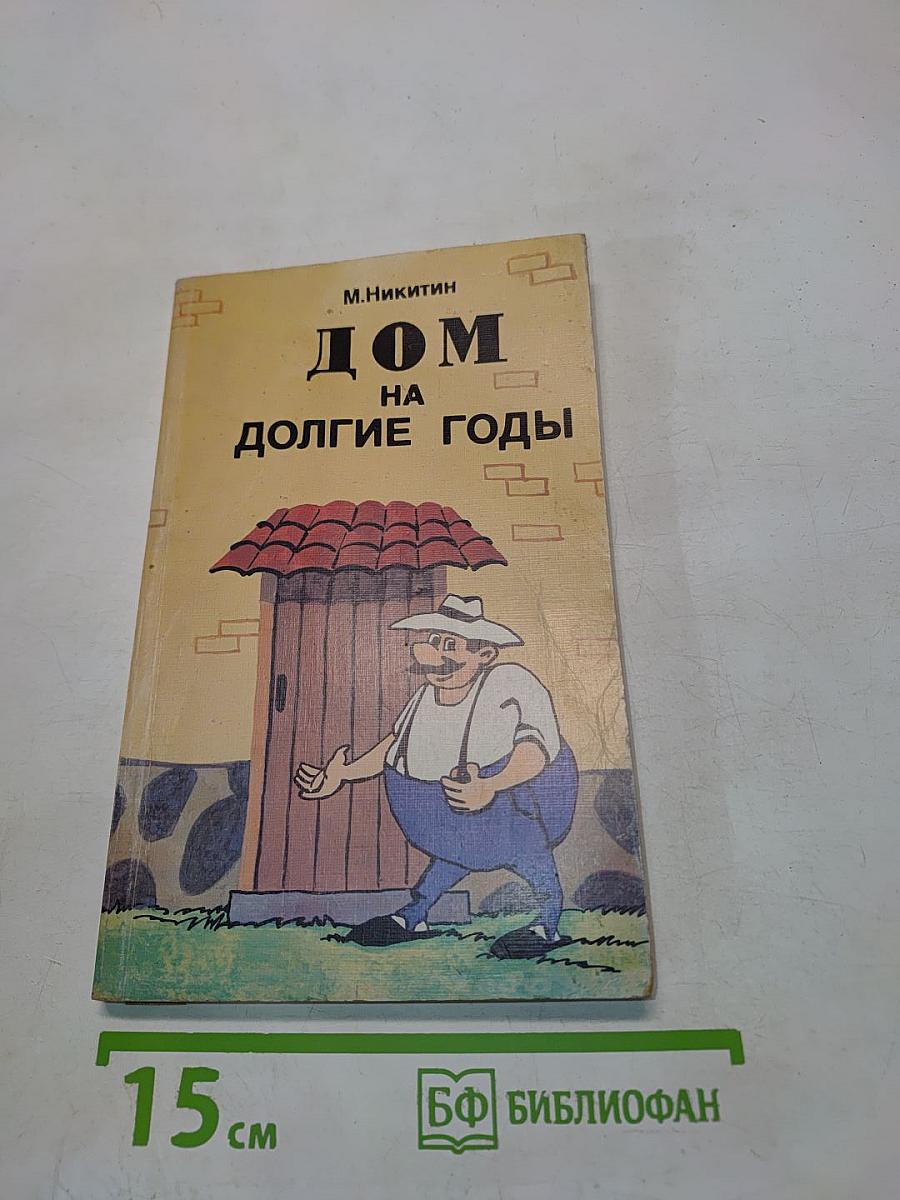 М.Никитин
ДОМ
НА
ДОЛГИЕ ГОДЫ
15 см
БФ БИБЛИОФАН